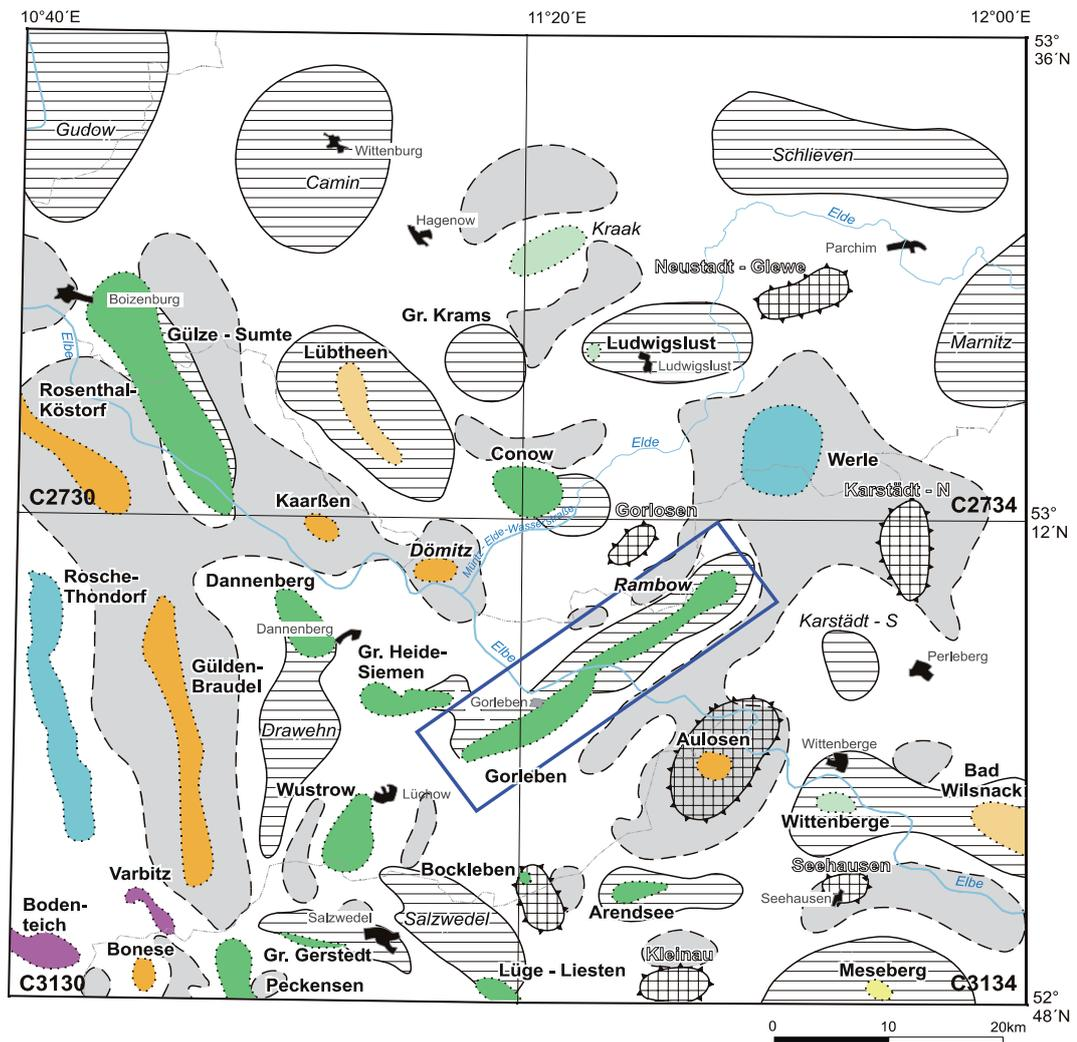 10°40´E
11°20´E
12°00´E
53°
36´N
Gudow
Wittenburg
Camin
Schlieven
Hagenow
Kraak
Elde
Parchim
Neustadt - Glewe
Boizenburg
Gülze - Sumte
Gr. Krams
Elbe
Lübtheen
Ludwigslust
Ludwigslust
Marnitz
Rosenthal-
Köstorf
Elde
Conow
Werle
C2730
Kaarßen
Karstädt - N
C2734
Gorlosen
53°
12´N
Müritz-Elde-Wasserstraße
Dömitz
Rosche-
Thondorf
Dannenberg
Rambow
Dannenberg
Karstädt - S
Gr. Heide-
Siemen
Elbe
Perleberg
Gülden-
Braudel
Gorleben
Drawehn
Aulosen
Wittenberge
Gorleben
Bad
Wilsnack
Wustrow
Lüchow
Wittenberge
Bockleben
Seehausen
Varbitz
Elbe
Seehausen
Boden-
teich
Salzwedel
Salzwedel
Arendsee
Bonese
Gr. Gerstedt
Kleinau
Lüge - Liesten
Meseberg
C3130
Peckensen
C3134
52°
48´N
0
10
20km